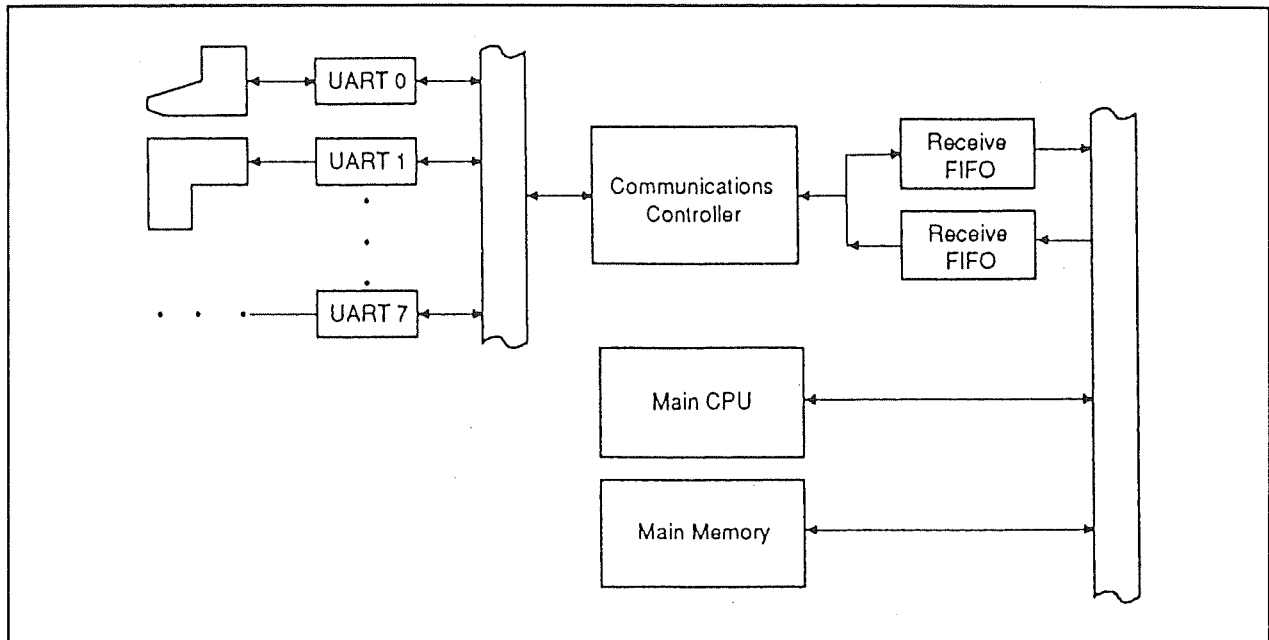 UART 0
UART 1
UART 7
Communications
Controller
Receive
FIFO
Receive
FIFO
Main CPU
Main Memory